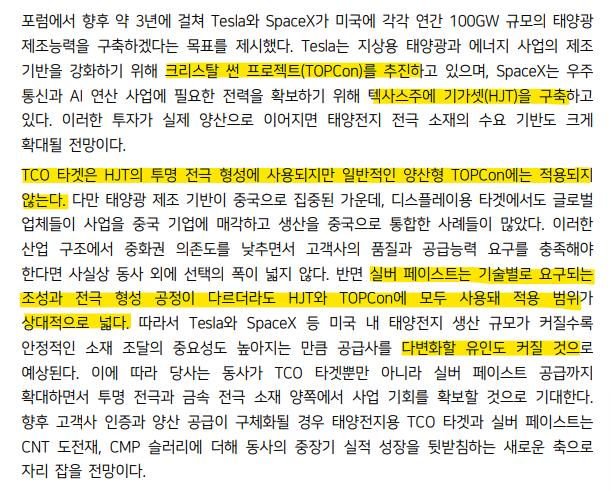 포럼에서 향후 약 3년에 걸쳐 Tesla와 SpaceX가 미국에 각각 연간 100GW 규모의 태양광
제조능력을 구축하겠다는 목표를 제시했다. Tesla는 지상용 태양광과 에너지 사업의 제조
기반을 강화하기 위해 크리스탈 썬 프로젝트(TOPCon)를 추진하고 있으며, SpaceX는 우주
통신과 AI 연산 사업에 필요한 전력을 확보하기 위해 텍사스주에 기가셋(HJT)을 구축하고
있다. 이러한 투자가 실제 양산으로 이어지면 태양전지 전극 소재의 수요 기반도 크게
확대될 전망이다.
TCO 타겟은 HJT의 투명 전극 형성에 사용되지만 일반적인 양산형 TOPCon에는 적용되지
않는다. 다만 태양광 제조 기반이 중국으로 집중된 가운데, 디스플레이용 타겟에서도 글로벌
업체들이 사업을 중국 기업에 매각하고 생산을 중국으로 통합한 사례들이 많았다. 이러한
산업 구조에서 중화권 의존도를 낮추면서 고객사의 품질과 공급능력 요구를 충족해야
한다면 사실상 동사 외에 선택의 폭이 넓지 않다. 반면 실버 페이스트는 기술별로 요구되는
조성과 전극 형성 공정이 다르더라도 HJT와 TOPCon에 모두 사용돼 적용 범위가
상대적으로 넓다. 따라서 Tesla와 SpaceX 등 미국 내 태양전지 생산 규모가 커질수록
안정적인 소재 조달의 중요성도 높아지는 만큼 공급사를 다변화할 유인도 커질 것으로
예상된다. 이에 따라 당사는 동사가 TCO 타겟뿐만 아니라 실버 페이스트 공급까지
확대하면서 투명 전극과 금속 전극 소재 양쪽에서 사업 기회를 확보할 것으로 기대한다.
향후 고객사 인증과 양산 공급이 구체화될 경우 태양전지용 TCO 타겟과 실버 페이스트는
CNT 도전재, CMP 슬러리에 더해 동사의 중장기 실적 성장을 뒷받침하는 새로운 축으로
자리 잡을 전망이다.